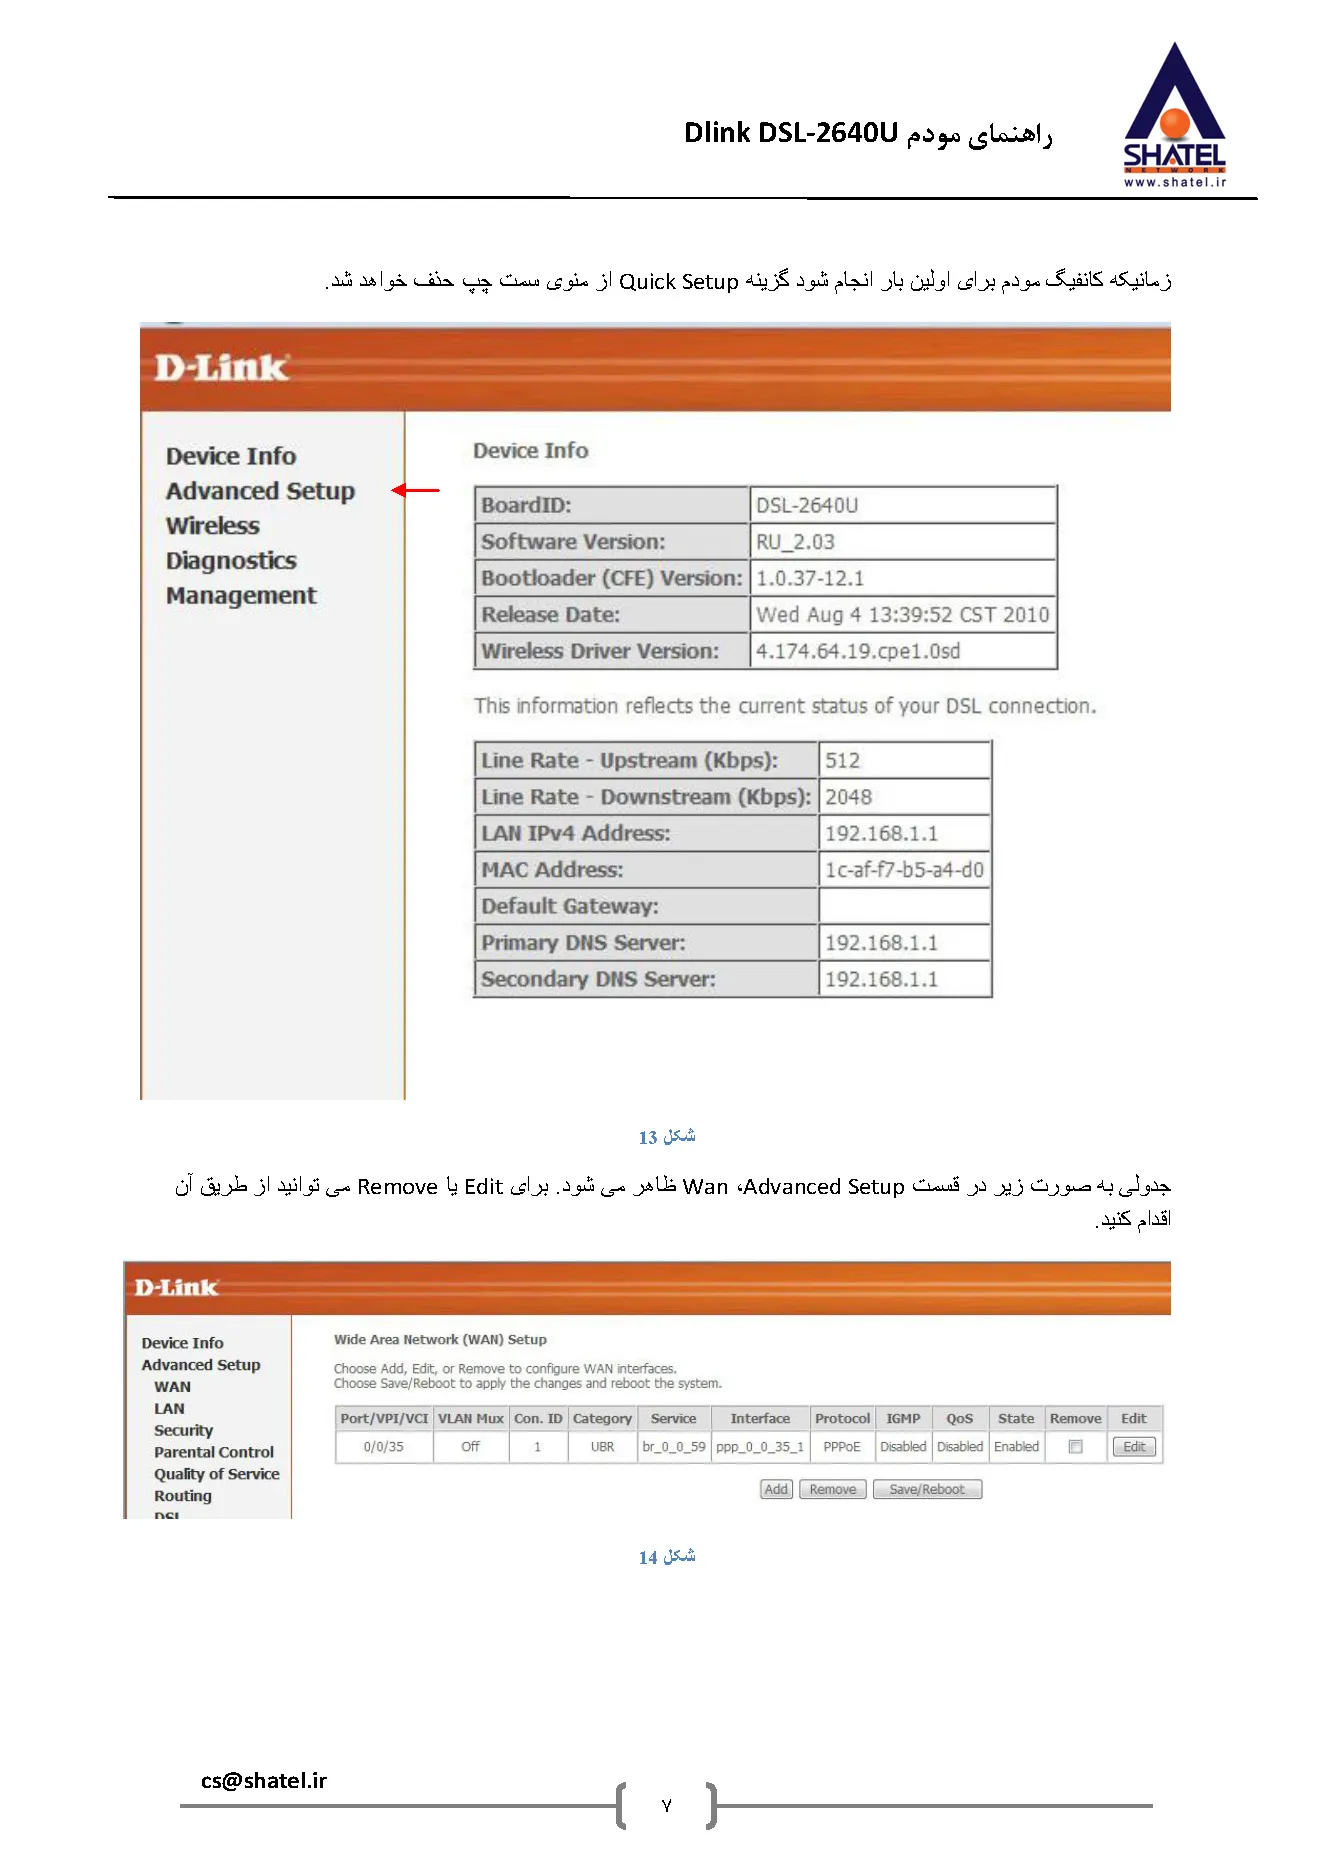 راهنمای مودم Dlink DSL-2640U
SHATEL
NETWORK
www.shatel.ir
زمانیکه کانفیگ مودم برای اولین بار انجام شود گزینه Quick Setup از منوی سمت چپ حذف خواهد شد.
D-Link
Device Info
Advanced Setup
Wireless
Diagnostics
Management
Device Info
BoardID: DSL-2640U
Software Version: RU_2.03
Bootloader (CFE) Version: 1.0.37-12.1
Release Date: Wed Aug 4 13:39:52 CST 2010
Wireless Driver Version: 4.174.64.19.cpe1.0sd
This information reflects the current status of your DSL connection.
Line Rate - Upstream (Kbps): 512
Line Rate - Downstream (Kbps): 2048
LAN IPv4 Address: 192.168.1.1
MAC Address: 1c-af-f7-b5-a4-d0
Default Gateway:
Primary DNS Server: 192.168.1.1
Secondary DNS Server: 192.168.1.1
شکل 13
جدولی به صورت زیر در قسمت Wan ،Advanced Setup ظاهر می شود. برای Edit یا Remove می توانید از طریق آن
اقدام کنید.
D-Link
Device Info
Advanced Setup
WAN
LAN
Security
Parental Control
Quality of Service
Routing
DSL
Wide Area Network (WAN) Setup
Choose Add, Edit, or Remove to configure WAN interfaces.
Choose Save/Reboot to apply the changes and reboot the system.
Port/VPI/VCI VLAN Mux Con. ID Category Service Interface Protocol IGMP QoS State Remove Edit
0/0/35 Off 1 UBR br_0_0_59 ppp_0_0_35_1 PPPoE Disabled Disabled Enabled Edit
Add Remove Save/Reboot
شکل 14
cs@shatel.ir
۷